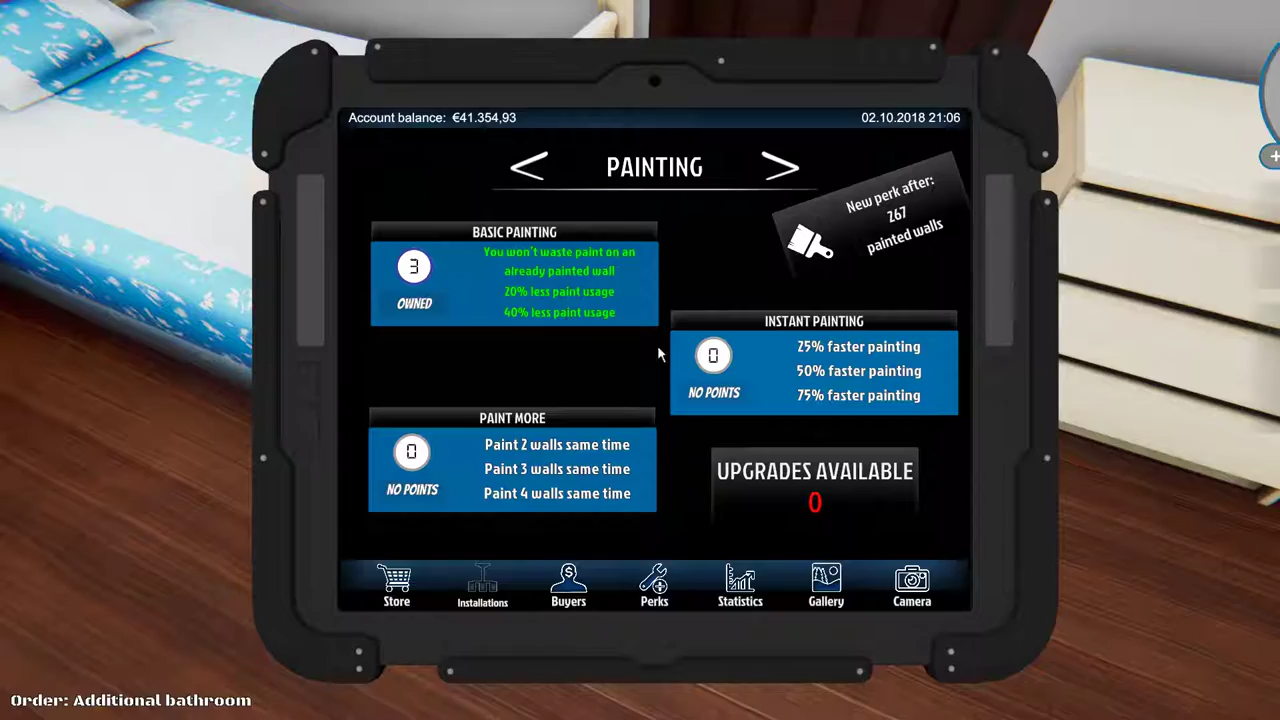 Account balance: €41.354,93
02.10.2018 21:06
< PAINTING >
New perk after:
267
painted walls
BASIC PAINTING
3
OWNED
You won't waste paint on an
already painted wall
20% less paint usage
40% less paint usage
INSTANT PAINTING
0
NO POINTS
25% faster painting
50% faster painting
75% faster painting
PAINT MORE
0
NO POINTS
Paint 2 walls same time
Paint 3 walls same time
Paint 4 walls same time
UPGRADES AVAILABLE
0
Store
Installations
Buyers
Perks
Statistics
Gallery
Camera
Order: Additional bathroom